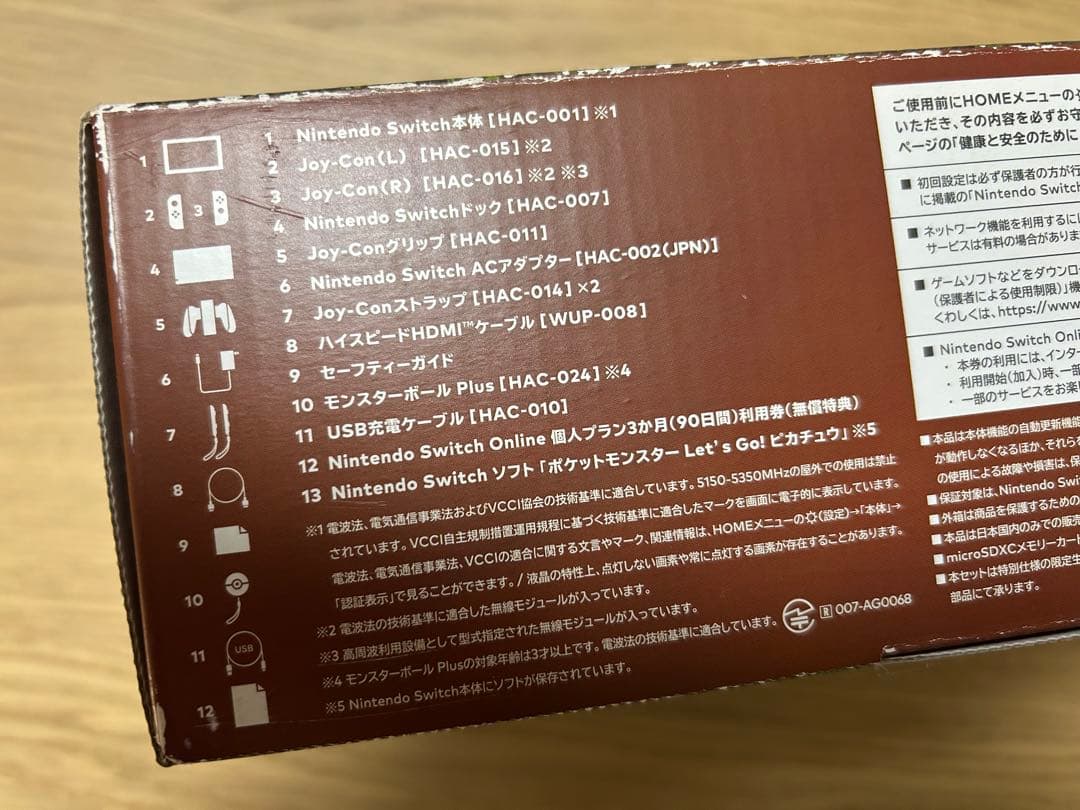 1 Nintendo Switch本体 [HAC-001] ※1
2 Joy-Con(L) [HAC-015] ※2
3 Joy-Con(R) [HAC-016] ※2 ※3
4 Nintendo Switchドック [HAC-007]
5 Joy-Conグリップ [HAC-011]
6 Nintendo Switch ACアダプター [HAC-002(JPN)]
7 Joy-Conストラップ [HAC-014] ×2
8 ハイスピードHDMI™ケーブル [WUP-008]
9 セーフティーガイド
10 モンスターボール Plus [HAC-024] ※4
11 USB充電ケーブル [HAC-010]
12 Nintendo Switch Online 個人プラン3か月(90日間)利用券(無償特典)
13 Nintendo Switch ソフト「ポケットモンスター Let's Go! ピカチュウ」※5
※1 電波法、電気通信事業法およびVCCI協会の技術基準に適合しています。5150-5350MHzの屋外での使用は禁止
されています。VCCI自主規制措置運用規程に基づく技術基準に適合したマークを画面に電子的に表示しています。
電波法、電気通信事業法、VCCIの適合に関する文言やマーク、関連情報は、HOMEメニューの(設定)→「本体」→
「認証表示」で見ることができます。/ 液晶の特性上、点灯しない画素や常に点灯する画素が存在することがあります。
※2 電波法の技術基準に適合した無線モジュールが入っています。
※3 高周波利用設備として型式指定された無線モジュールが入っています。
※4 モンスターボール Plusの対象年齢は3才以上です。電波法の技術基準に適合しています。 R 007-AG0068
※5 Nintendo Switch本体にソフトが保存されています。
1
2 3
4
5
6
7
8
9
10
11 USB
12
ご使用前にHOMEメニューの
いただき、その内容を必ずお守
ページの「健康と安全のために
■ 初回設定は必ず保護者の方が行
に掲載の「Nintendo Switch
■ ネットワーク機能を利用するには
サービスは有料の場合がありま
■ ゲームソフトなどをダウンロー
(保護者による使用制限)」機
くわしくは、https://www
■ Nintendo Switch Onli
・ 本券の利用には、インター
・ 利用開始(加入)時、一部
・ 一部のサービスをお楽し
■ 本品は本体機能の自動更新機能
が動作しなくなるほか、それら
の使用による故障や損害は、保
■ 保証対象は、Nintendo Swit
■ 外箱は商品を保護するための
■ 本品は日本国内のみでの販売
■ microSDXCメモリーカード
■ 本セットは特別仕様の限定生
部品にて承ります。